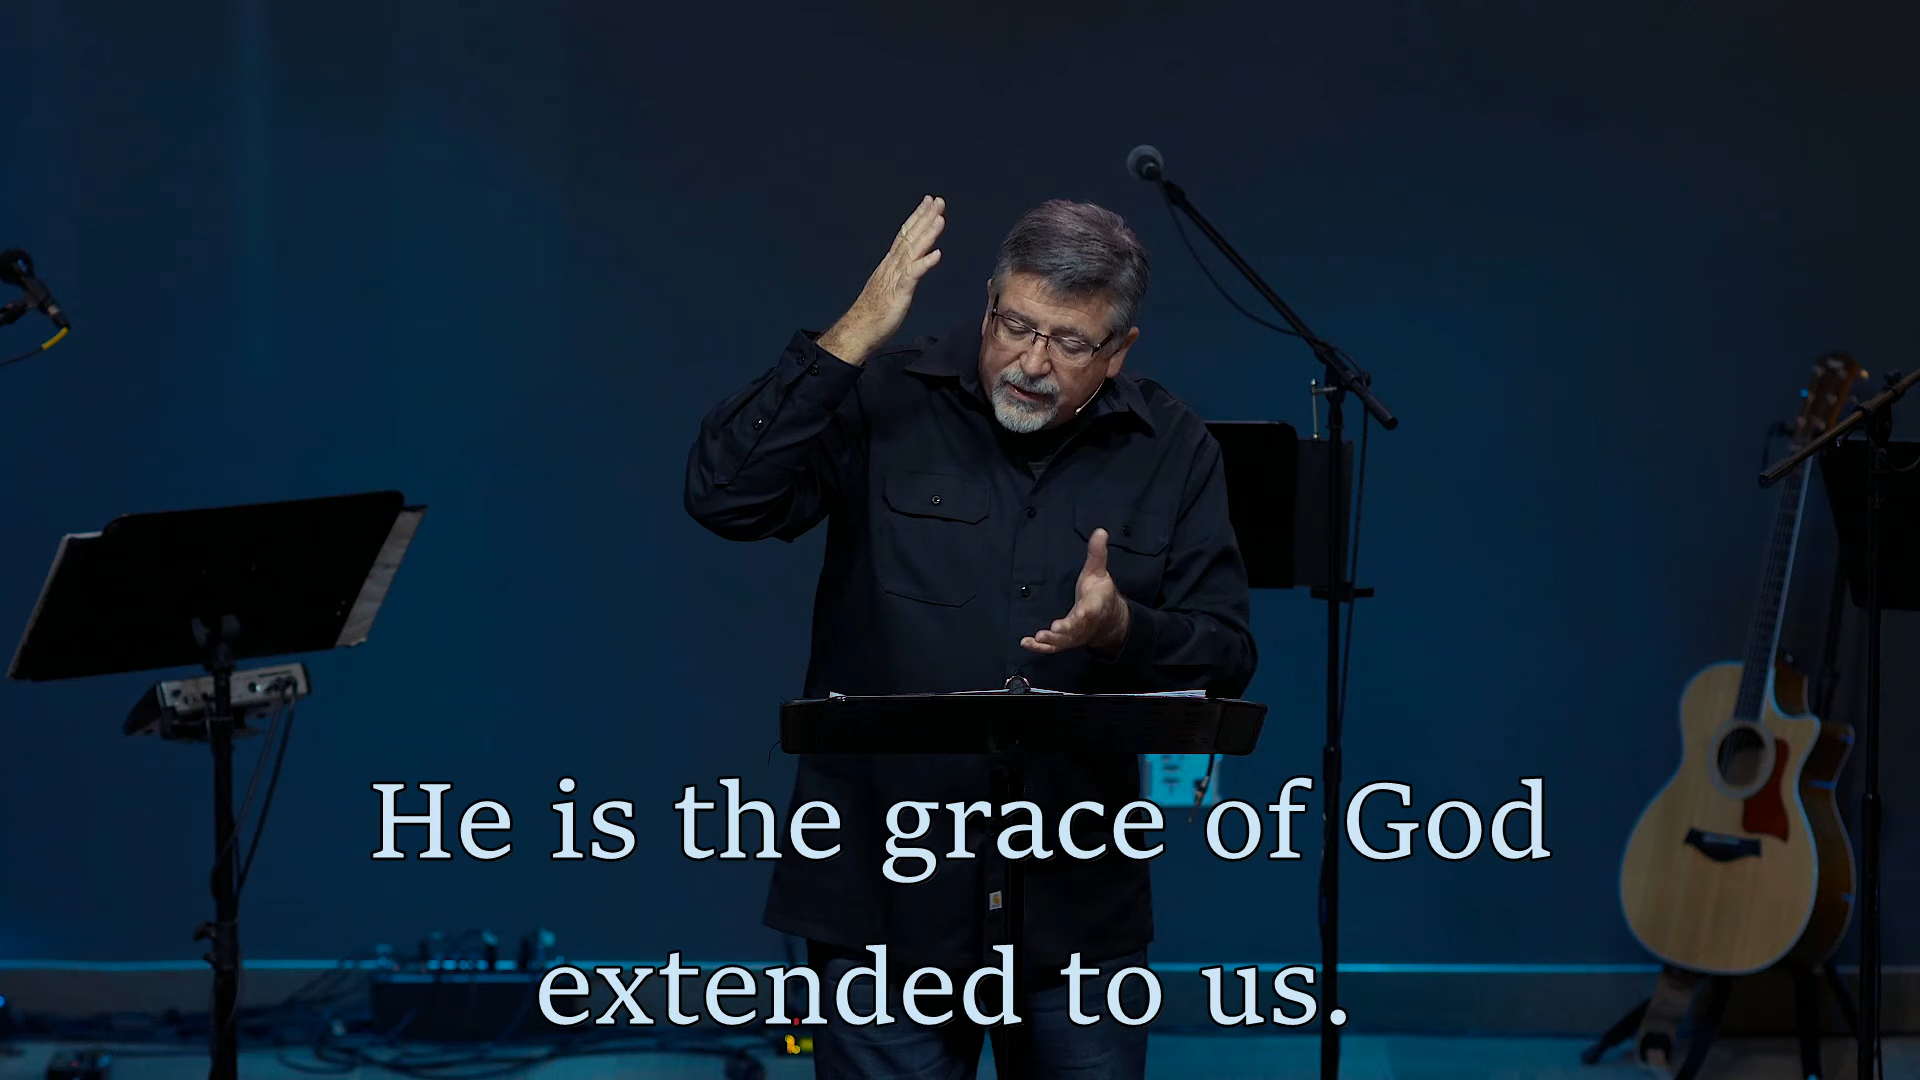 He is the grace of God
extended to us.